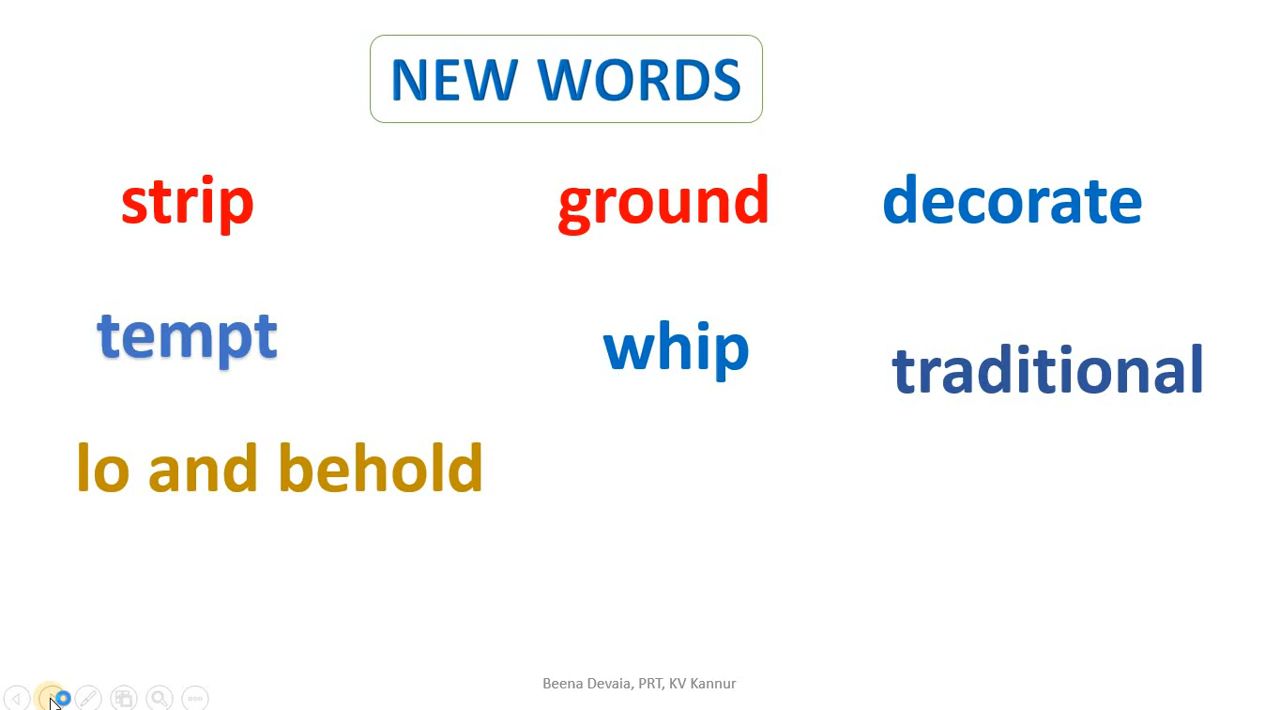 NEW WORDS
strip ground decorate
tempt whip traditional
lo and behold
Beena Devaia, PRT, KV Kannur